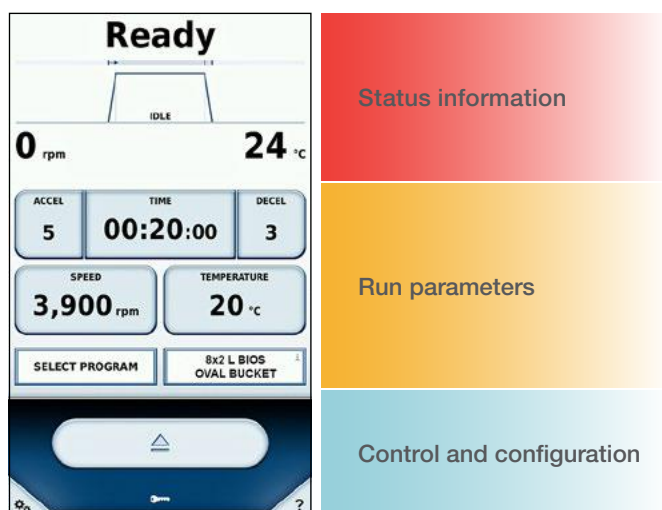 Ready
IDLE
0 rpm
24 °C
ACCEL
5
TIME
00:20:00
DECEL
3
SPEED
3,900 rpm
TEMPERATURE
20 °C
SELECT PROGRAM
8x2 L BIOS
OVAL BUCKET
?
Status information
Run parameters
Control and configuration